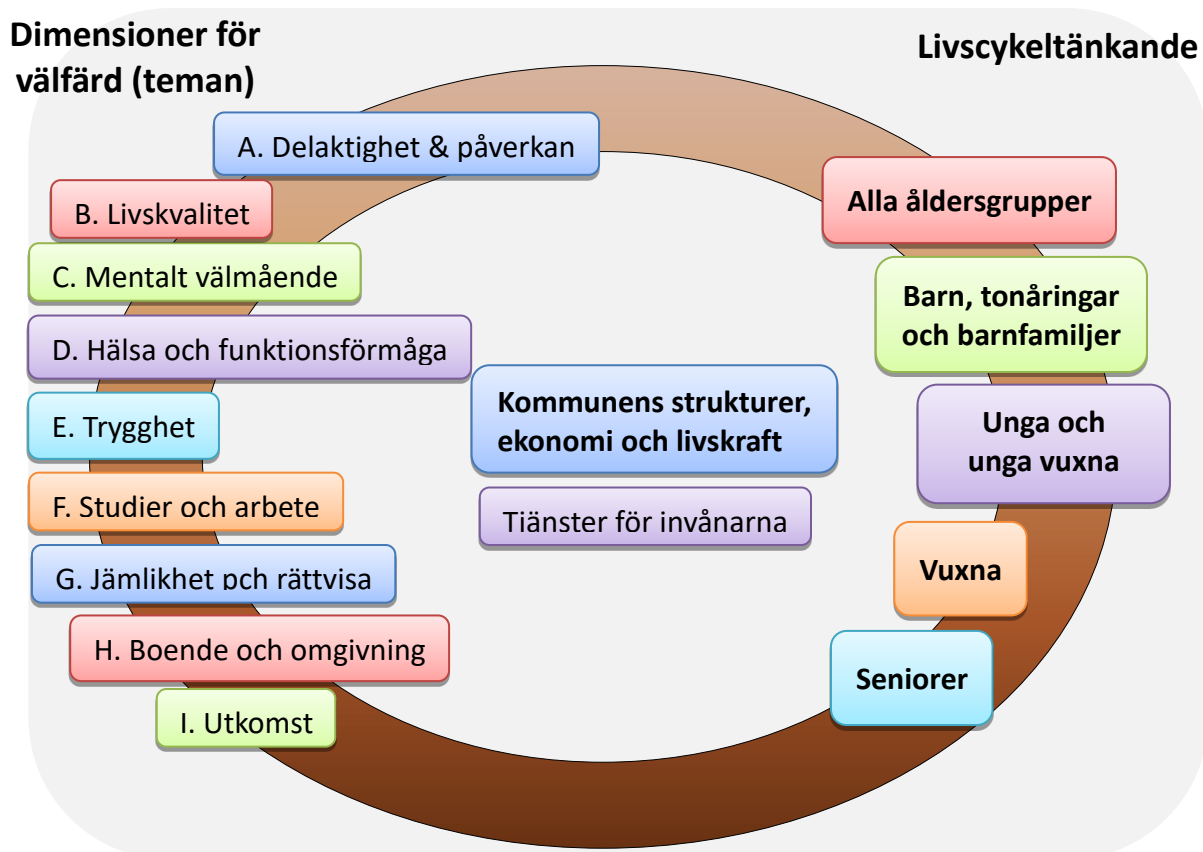 Dimensioner för
välfärd (teman)
A. Delaktighet & påverkan
B. Livskvalitet
C. Mentalt välmående
D. Hälsa och funktionsförmåga
E. Trygghet
F. Studier och arbete
G. Jämlikhet pch rättvisa
H. Boende och omgivning
I. Utkomst
Kommunens strukturer,
ekonomi och livskraft
Tiänster för invånarna
Livscykeltänkande
Alla åldersgrupper
Barn, tonåringar
och barnfamiljer
Unga och
unga vuxna
Vuxna
Seniorer